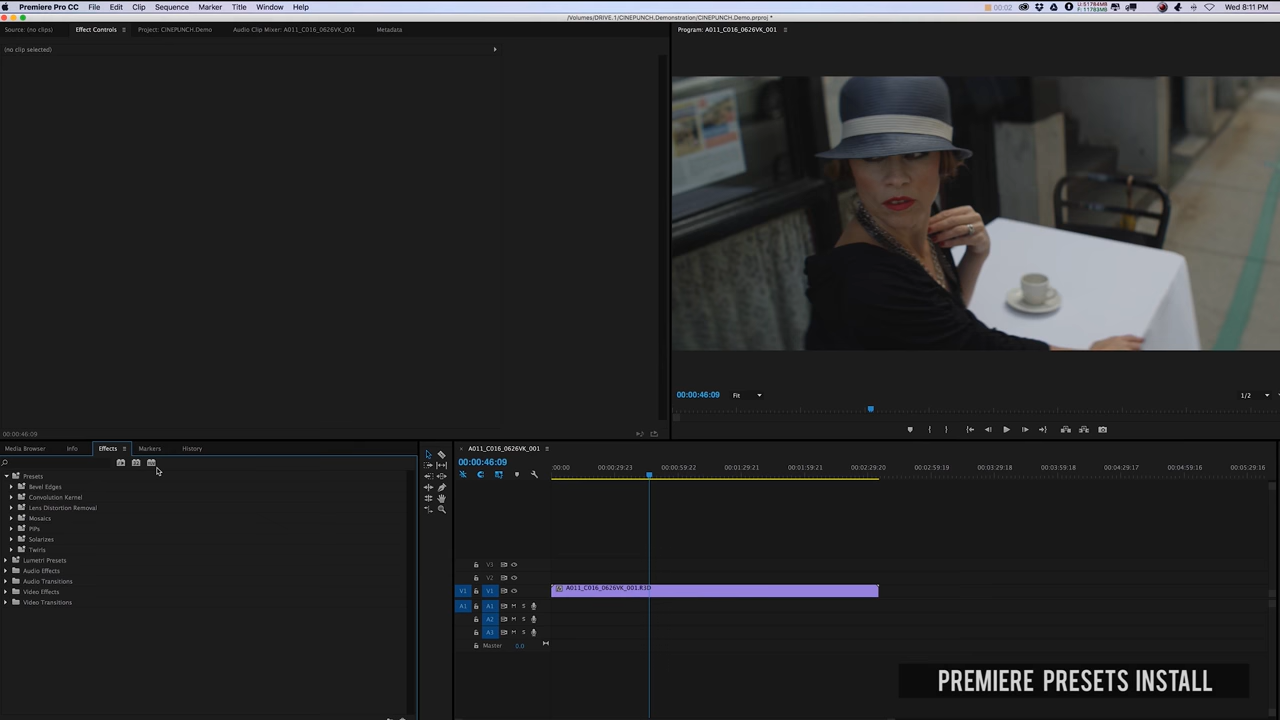 Premiere Pro CC File Edit Clip Sequence Marker Title Window Help
00:02
Wed 8:11 PM
/Volumes/DRIVE.1/CINEPUNCH.Demonstration/CINEPUNCH.Demo.prproj *
Source: (no clips) Effect Controls Project: CINEPUNCH.Demo Audio Clip Mixer: A011_C016_0626VK_001 Metadata
Program: A011_C016_0626VK_001
(no clip selected)
00:00:46:09 Fit 1/2
00:00:46:09
Media Browser Info Effects Markers History
A011_C016_0626VK_001
00:00:46:09
:00:00 00:00:29:23 00:00:59:22 00:01:29:21 00:01:59:21 00:02:29:20 00:02:59:19 00:03:29:18 00:03:59:18 00:04:29:17 00:04:59:16 00:05:29:16
Presets
Bevel Edges
Convolution Kernel
Lens Distortion Removal
Mosaics
PIPs
Solarizes
Twirls
Lumetri Presets
Audio Effects
Audio Transitions
Video Effects
Video Transitions
V3
V2
V1 V1 A011_C016_0626VK_001.R3D
A1 A1 M S
A2 M S
A3 M S
Master 0.0
PREMIERE PRESETS INSTALL